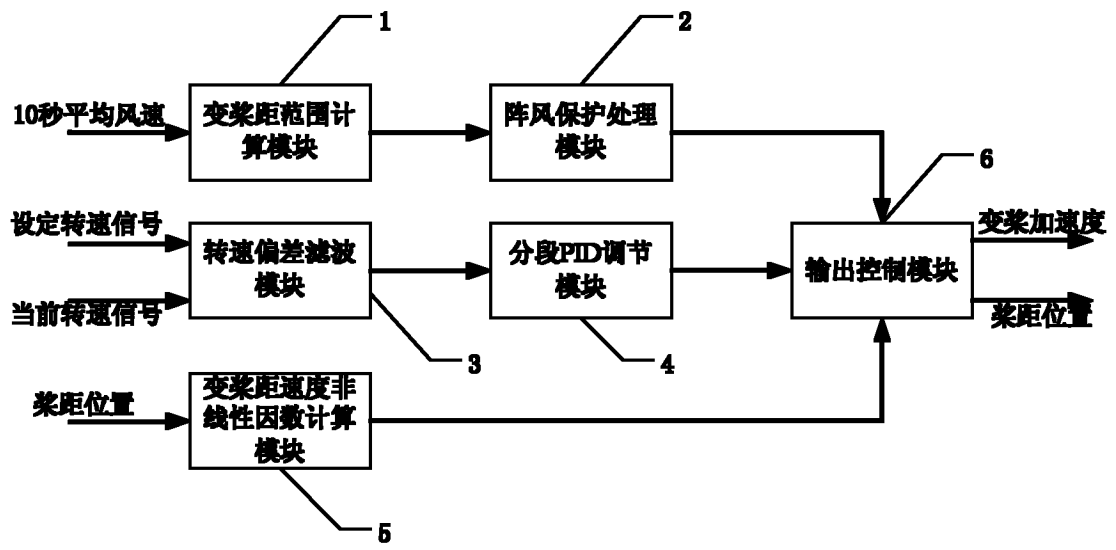 1
2
10秒平均风速
变桨距范围计
算模块
阵风保护处理
模块
6
设定转速信号
转速偏差滤波
模块
分段PID调节
模块
输出控制模块
变桨加速度
当前转速信号
桨距位置
3
4
桨距位置
变桨距速度非
线性因数计算
模块
5